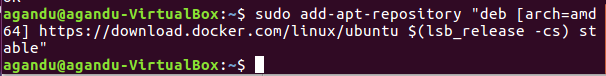 agandu@agandu-VirtualBox:~$ sudo add-apt-repository "deb [arch=amd
64] https://download.docker.com/linux/ubuntu $(lsb_release -cs) st
able"
agandu@agandu-VirtualBox:~$